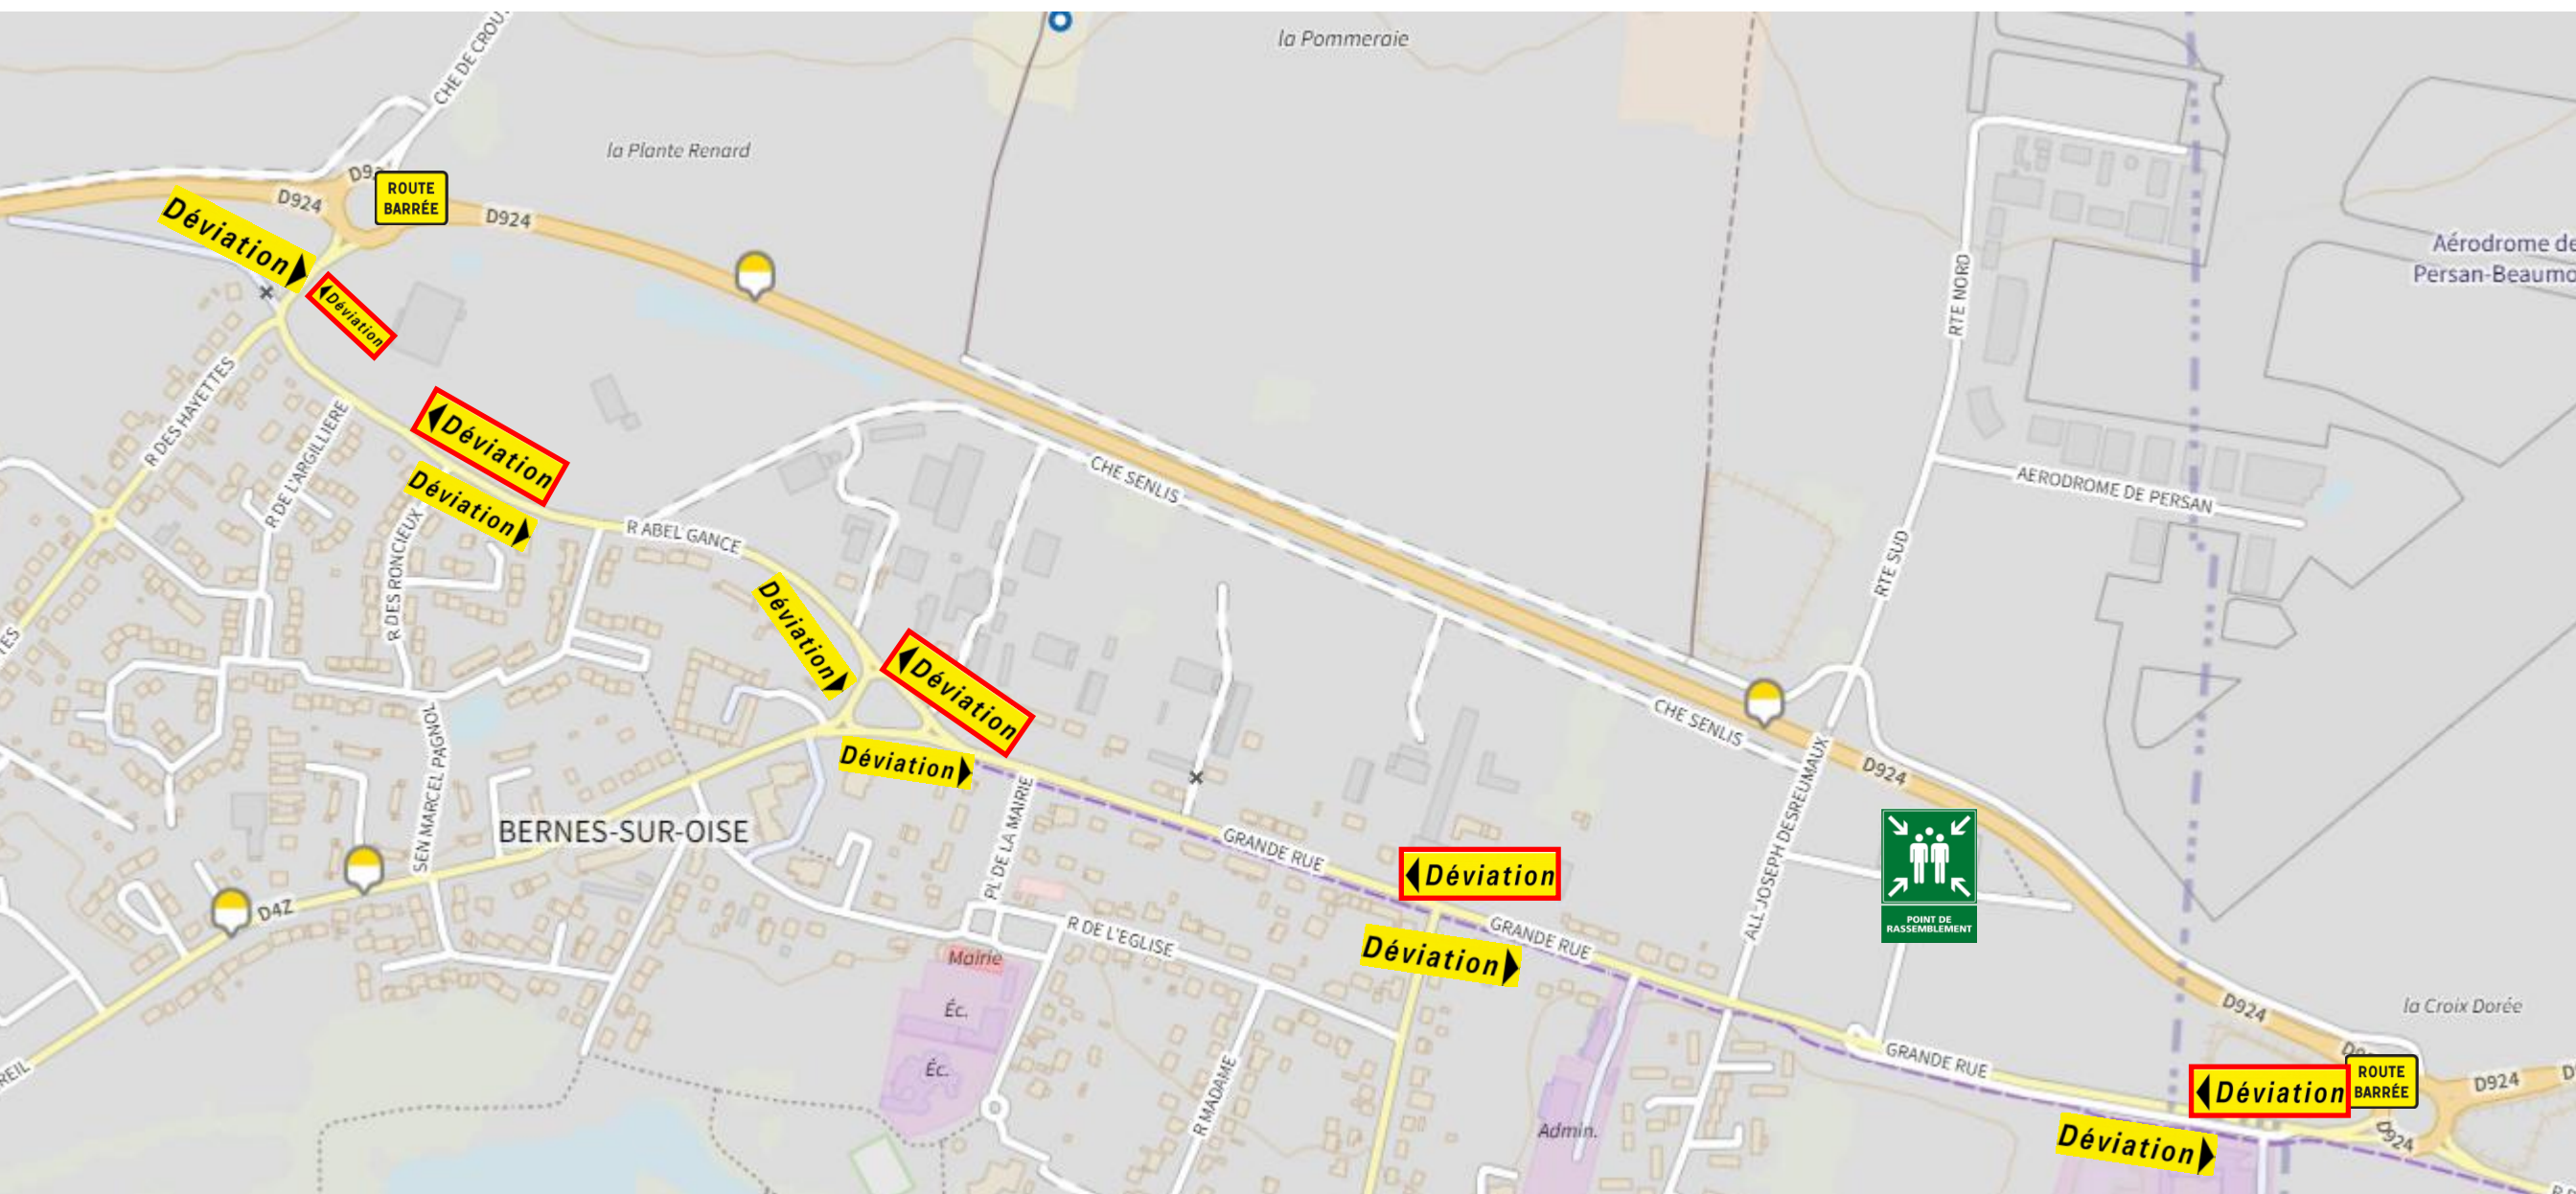 la Pommeraie
CHE DE CROU
la Plante Renard
D924
ROUTE
BARRÉE
D924
D924
Déviation
Déviation
Aérodrome de
Persan-Beaumo
RTE NORD
R DES HAYETTES
R DE L'ARGILLIERE
Déviation
Déviation
CHE SENLIS
AERODROME DE PERSAN
R DES RONCIEUX
R ABEL GANCE
RTE SUD
Déviation
Déviation
CHE SENLIS
SEN MARCEL PAGNOL
Déviation
D924
ALL JOSEPH DESREUMAUX
PL DE LA MAIRIE
BERNES-SUR-OISE
GRANDE RUE
Déviation
D4Z
POINT DE
RASSEMBLEMENT
R DE L'EGLISE
GRANDE RUE
Déviation
Mairie
Éc.
Éc.
D924
la Croix Dorée
GRANDE RUE
R MADAME
REIL
Admin.
Déviation
ROUTE
BARRÉE
D924
D924
Déviation